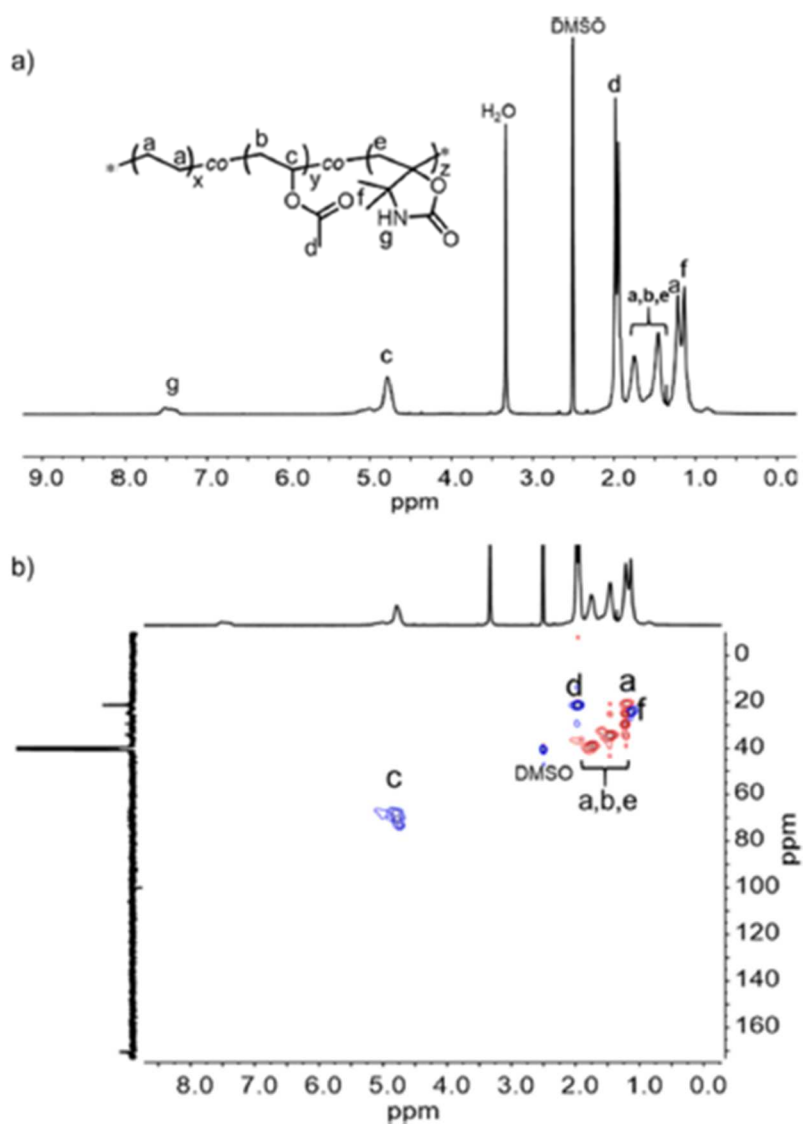 a)
DMSO
d
H₂O
a
b
e
a
c
*
co
co
*
x
y
z
O
O
f
O
HN
d
g
O
f
a
a,b,e
c
g
9.0 8.0 7.0 6.0 5.0 4.0 3.0 2.0 1.0 0.0
ppm
b)
0
d
a
20
f
40
DMSO
c
a,b,e
60
80
ppm
100
120
140
160
8.0 7.0 6.0 5.0 4.0 3.0 2.0 1.0 0.0
ppm